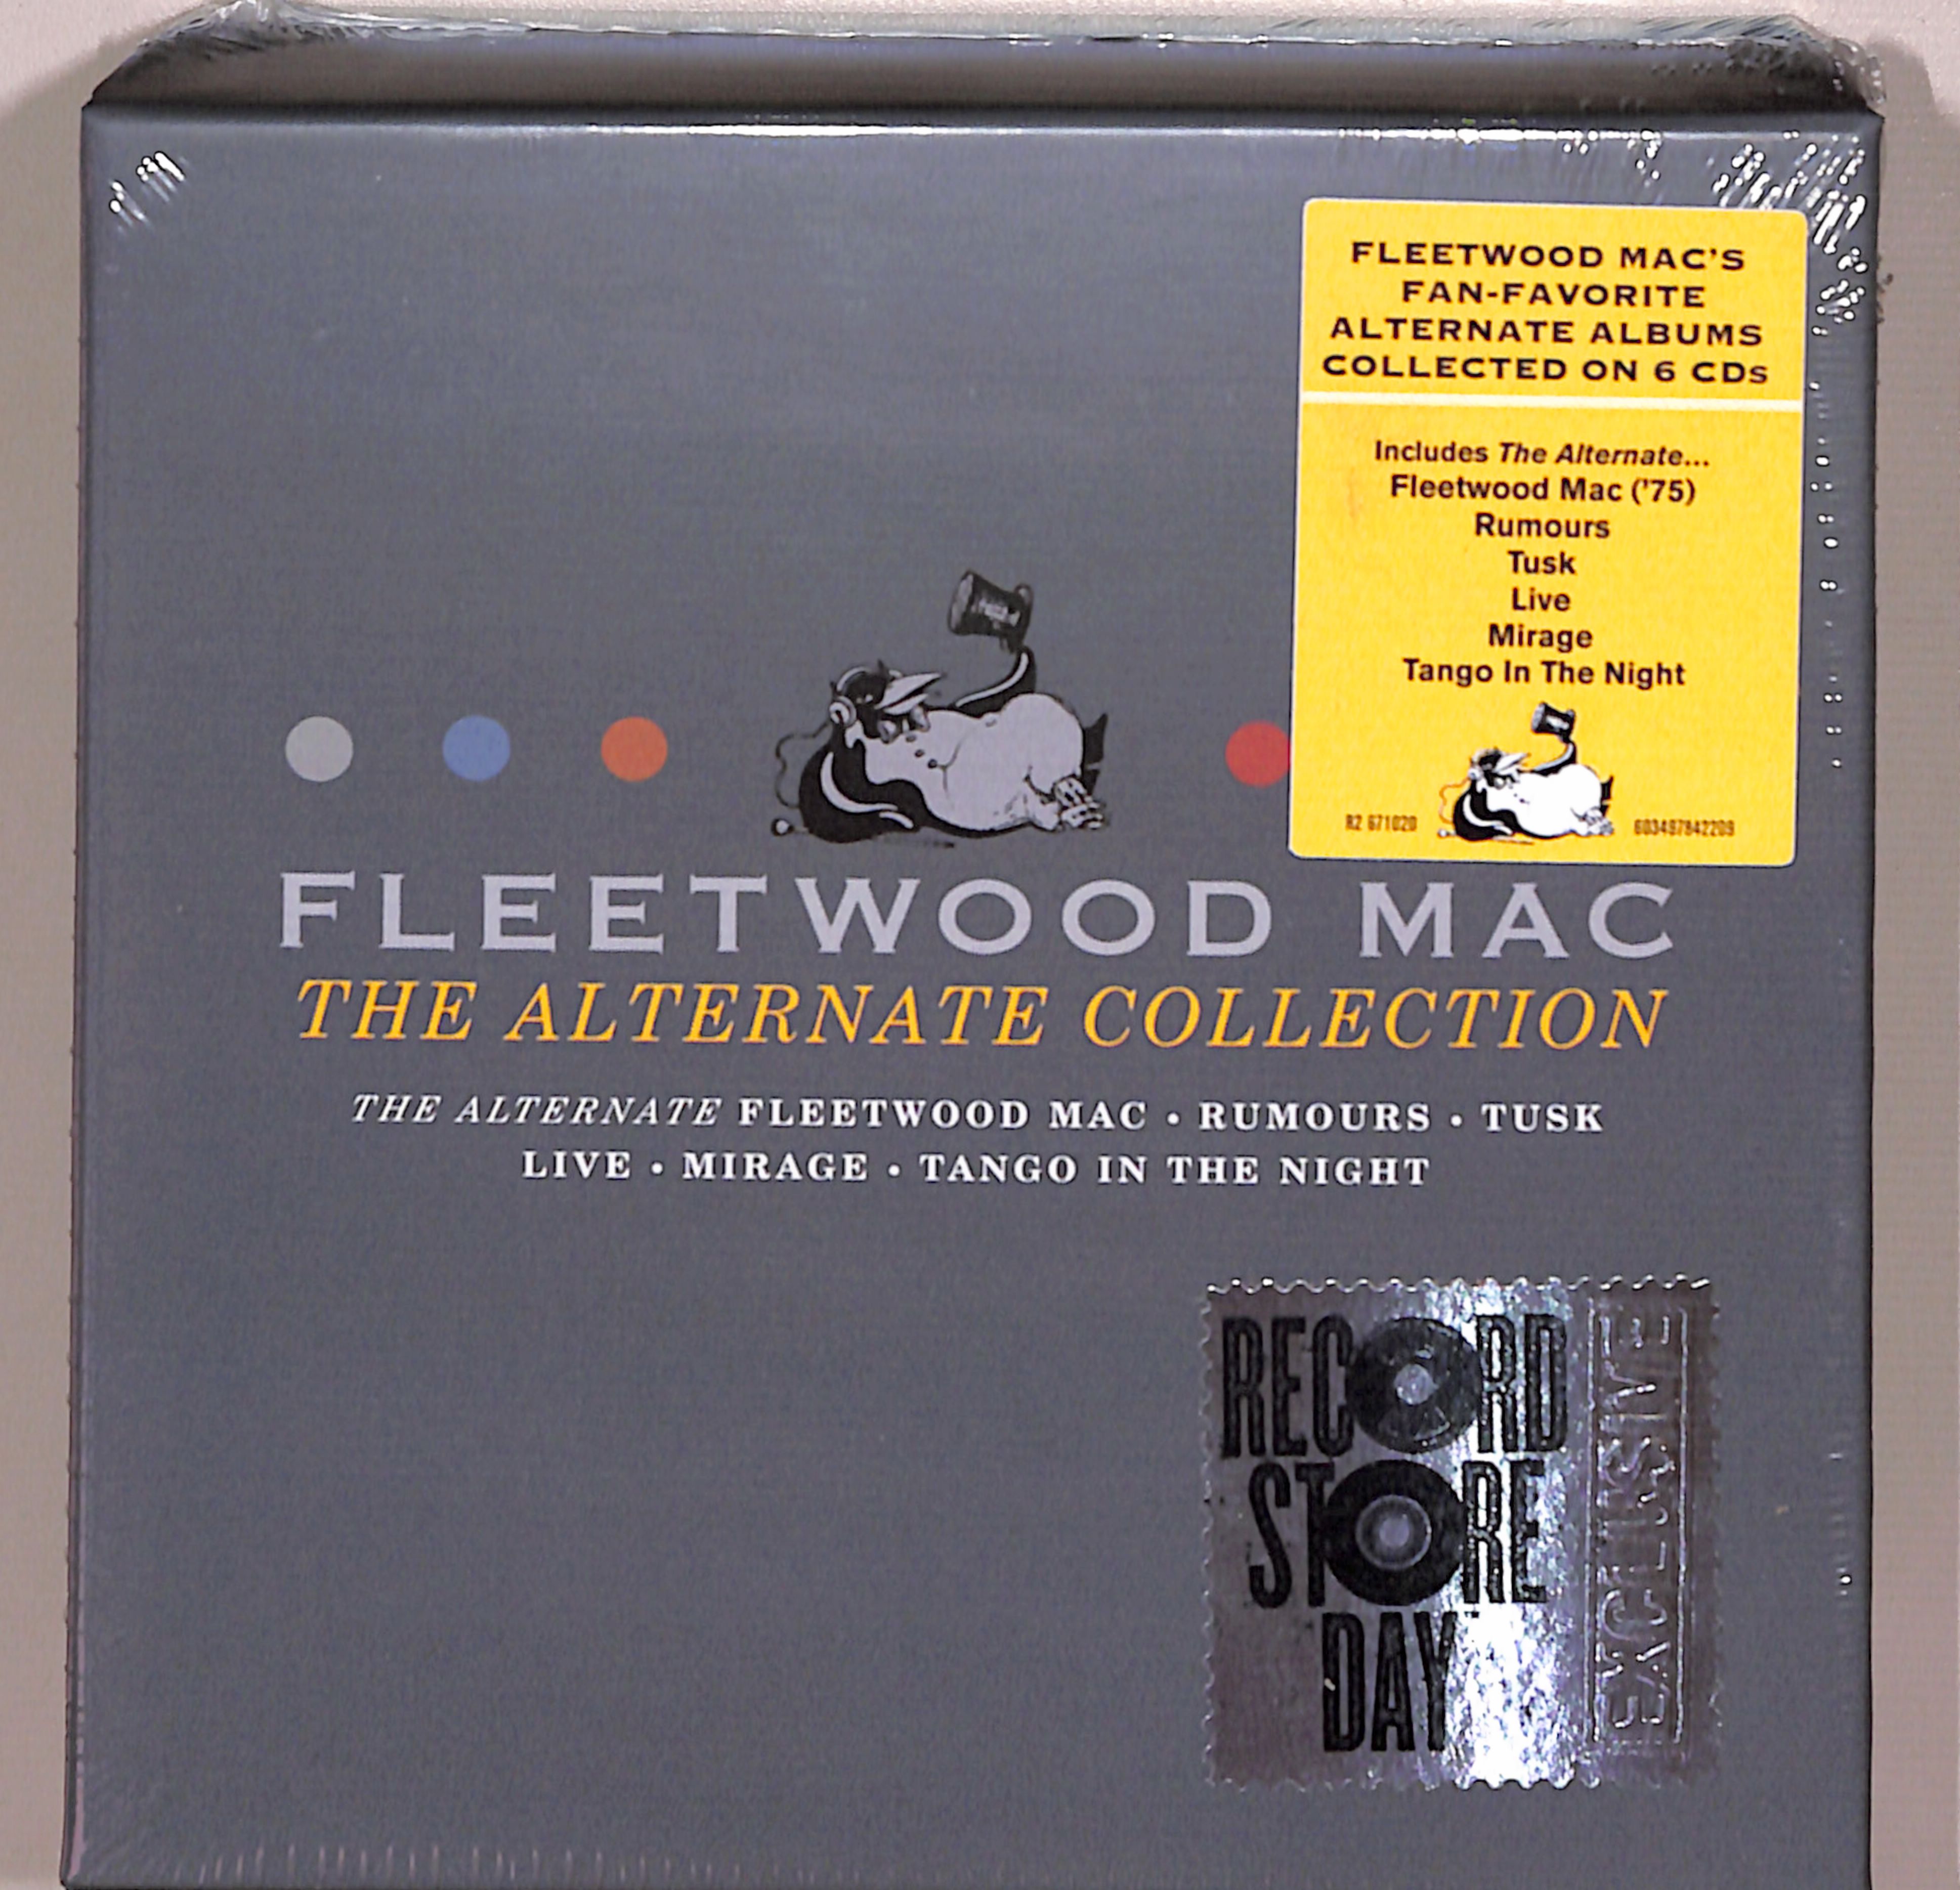 FLEETWOOD MAC'S
FAN-FAVORITE
ALTERNATE ALBUMS
COLLECTED ON 6 CDs
Includes The Alternate...
Fleetwood Mac ('75)
Rumours
Tusk
Live
Mirage
Tango In The Night
R2 671020
603497842209
FLEETWOOD MAC
THE ALTERNATE COLLECTION
THE ALTERNATE FLEETWOOD MAC • RUMOURS • TUSK
LIVE • MIRAGE • TANGO IN THE NIGHT
RECORD
STORE
DAY
EXCLUSIVE